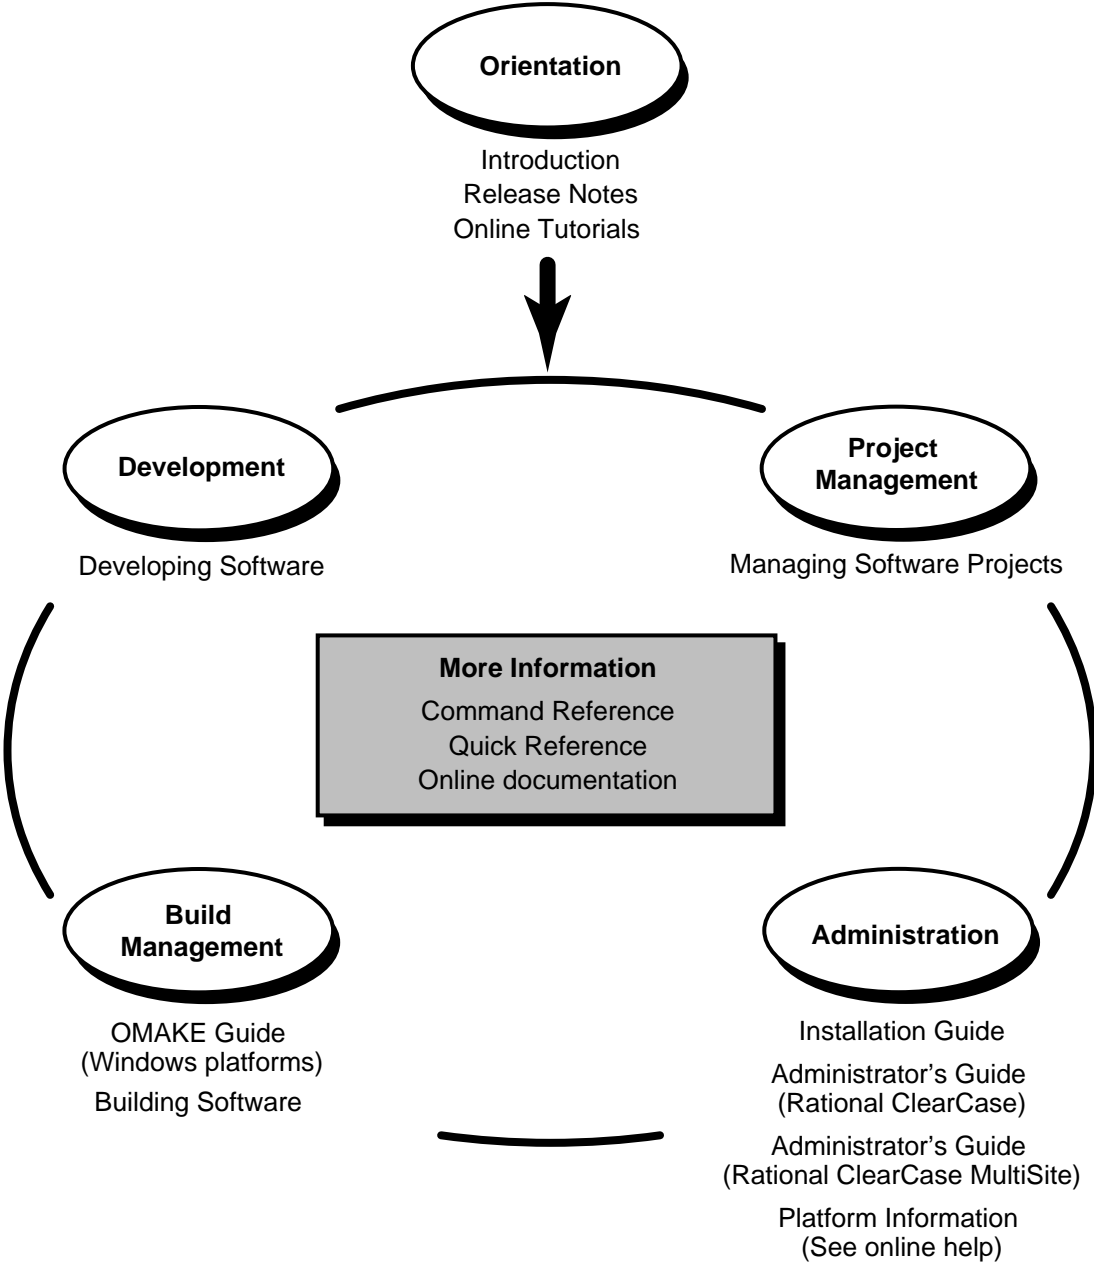 Orientation
Introduction
Release Notes
Online Tutorials
Development
Developing Software
Project
Management
Managing Software Projects
More Information
Command Reference
Quick Reference
Online documentation
Build
Management
OMAKE Guide
(Windows platforms)
Building Software
Administration
Installation Guide
Administrator’s Guide
(Rational ClearCase)
Administrator’s Guide
(Rational ClearCase MultiSite)
Platform Information
(See online help)